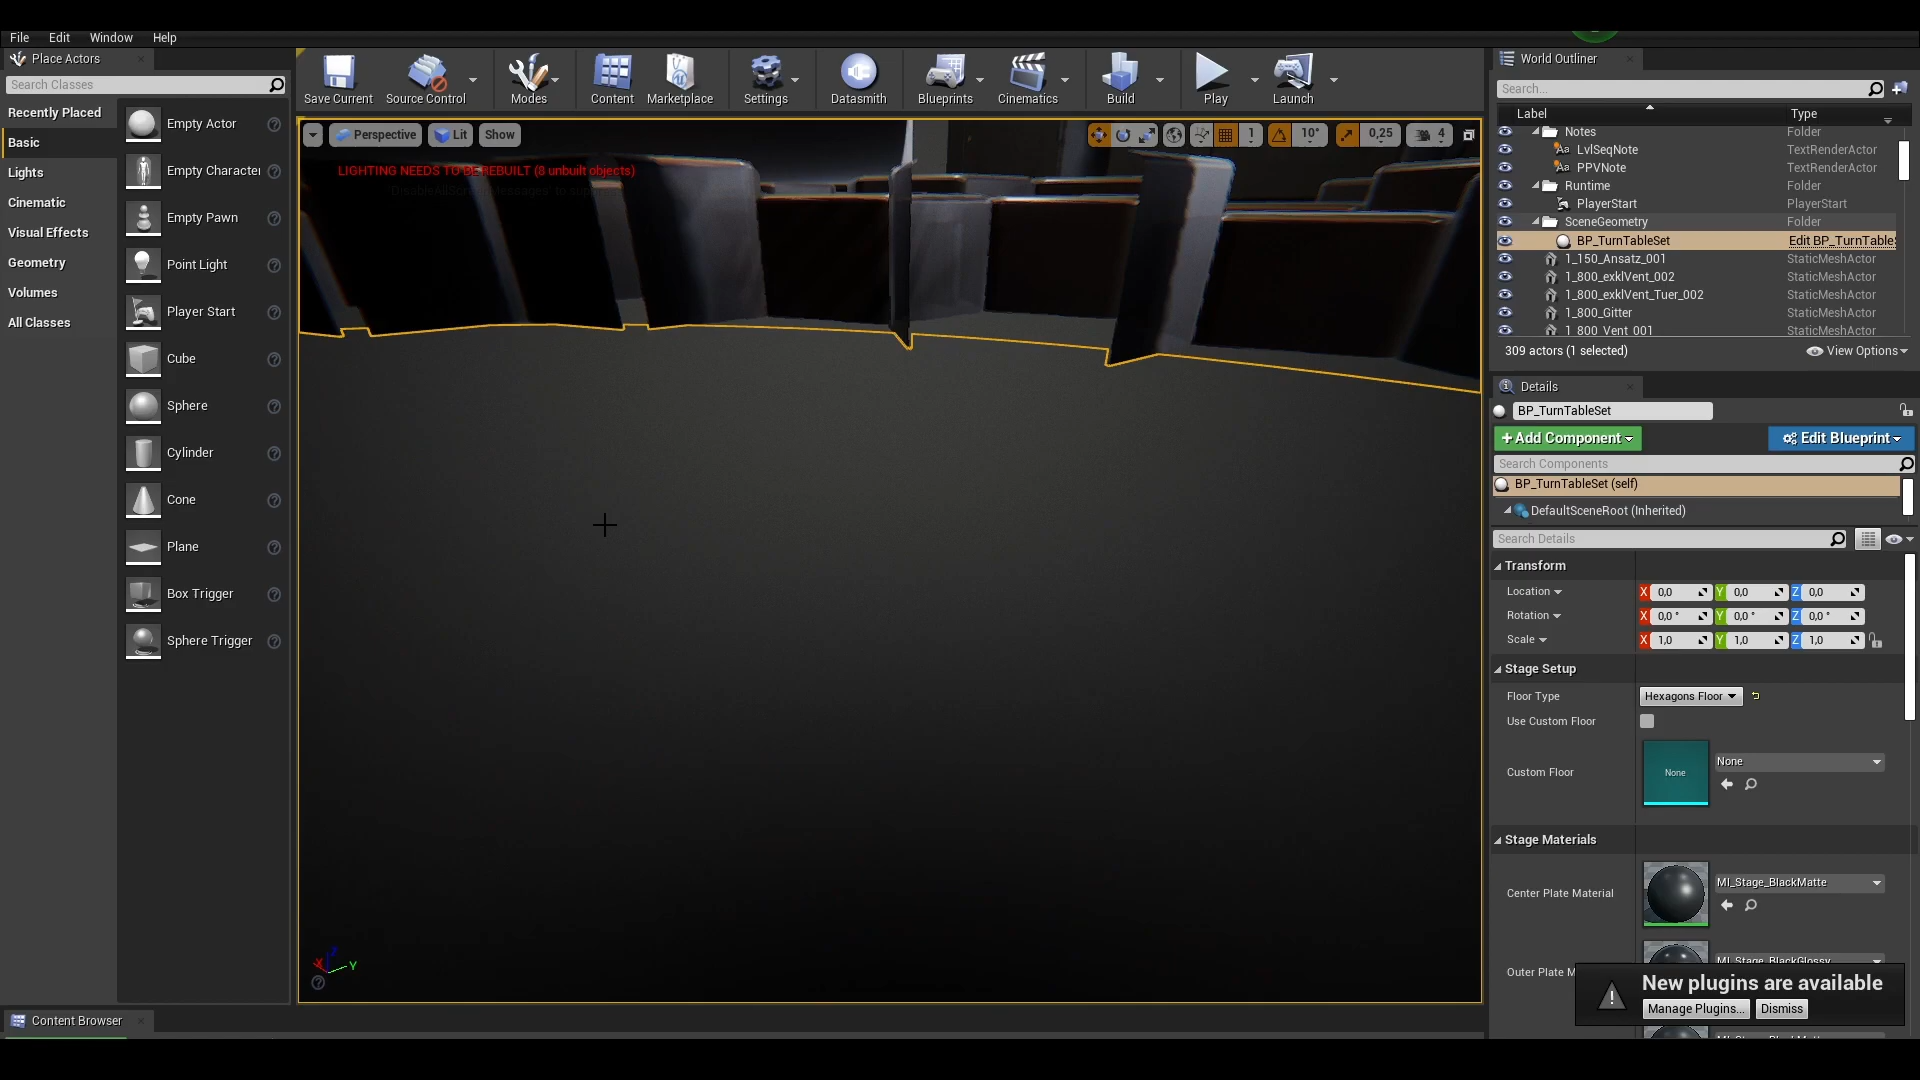 File Edit Window Help
Place Actors
Search Classes
Recently Placed
Basic
Lights
Cinematic
Visual Effects
Geometry
Volumes
All Classes
Empty Actor
Empty Character
Empty Pawn
Point Light
Player Start
Cube
Sphere
Cylinder
Cone
Plane
Box Trigger
Sphere Trigger
Save Current Source Control Modes Content Marketplace Settings Datasmith Blueprints Cinematics Build Play Launch
Perspective Lit Show 1 10° 0,25 4
LIGHTING NEEDS TO BE REBUILT (8 unbuilt objects)
X Y Z
World Outliner
Search...
Label Type
Notes Folder
LvlSeqNote TextRenderActor
PPVNote TextRenderActor
Runtime Folder
PlayerStart PlayerStart
SceneGeometry Folder
BP_TurnTableSet Edit BP_TurnTableS
1_150_Ansatz_001 StaticMeshActor
1_800_exklVent_002 StaticMeshActor
1_800_exklVent_Tuer_002 StaticMeshActor
1_800_Gitter StaticMeshActor
1_800_Vent_001 StaticMeshActor
309 actors (1 selected) View Options
Details
BP_TurnTableSet
+Add Component Edit Blueprint
Search Components
BP_TurnTableSet (self)
DefaultSceneRoot (Inherited)
Search Details
Transform
Location X 0,0 Y 0,0 Z 0,0
Rotation X 0,0 ° Y 0,0 ° Z 0,0 °
Scale X 1,0 Y 1,0 Z 1,0
Stage Setup
Floor Type Hexagons Floor
Use Custom Floor
Custom Floor None None
Stage Materials
Center Plate Material MI_Stage_BlackMatte
Outer Plate M MI_Stage_BlackGlossy
New plugins are available
Manage Plugins... Dismiss
Content Browser